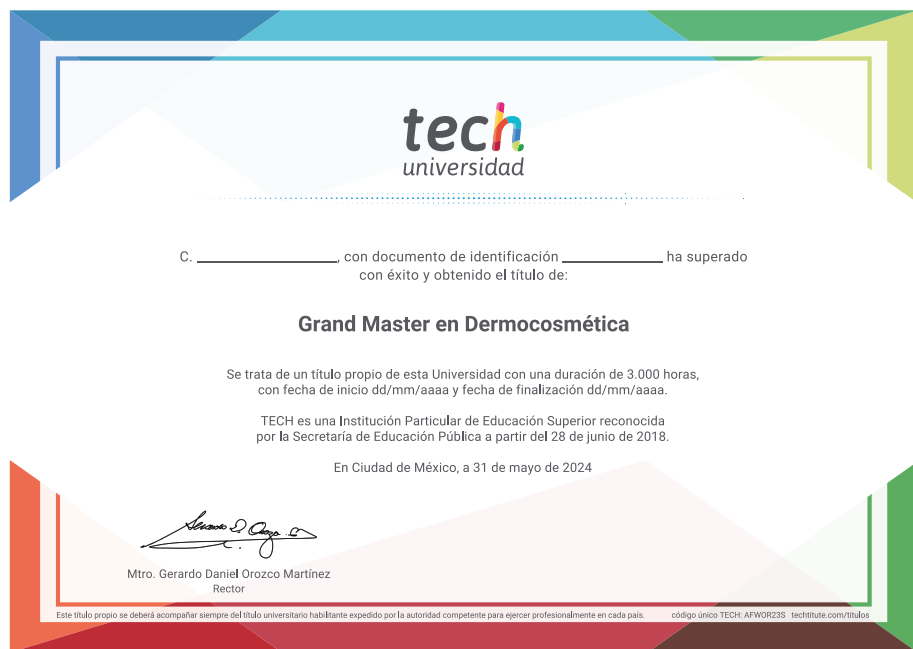 tech
universidad
C. ________________, con documento de identificación ____________ ha superado
con éxito y obtenido el título de:
Grand Master en Dermocosmética
Se trata de un título propio de esta Universidad con una duración de 3.000 horas,
con fecha de inicio dd/mm/aaaa y fecha de finalización dd/mm/aaaa.
TECH es una Institución Particular de Educación Superior reconocida
por la Secretaría de Educación Pública a partir del 28 de junio de 2018.
En Ciudad de México, a 31 de mayo de 2024
Mtro. Gerardo Daniel Orozco Martínez
Rector
Este título propio se deberá acompañar siempre del título universitario habilitante expedido por la autoridad competente para ejercer profesionalmente en cada país. código único TECH: AFWOR23S techtitute.com/titulos